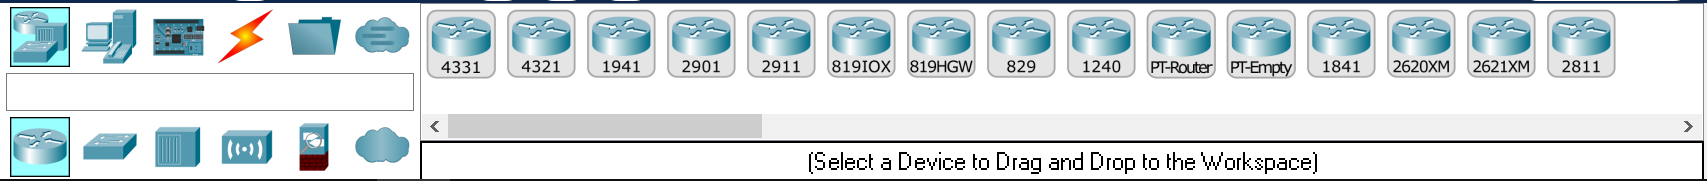 4331 4321 1941 2901 2911 819IOX 819HGW 829 1240 PT-Router PT-Empty 1841 2620XM 2621XM 2811
(Select a Device to Drag and Drop to the Workspace)